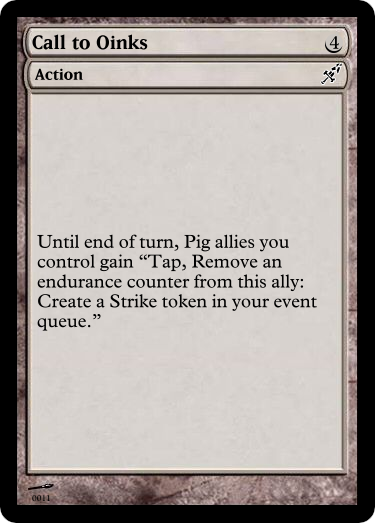 Call to Oinks 4
Action
Until end of turn, Pig allies you
control gain “Tap, Remove an
endurance counter from this ally:
Create a Strike token in your event
queue.”
0011